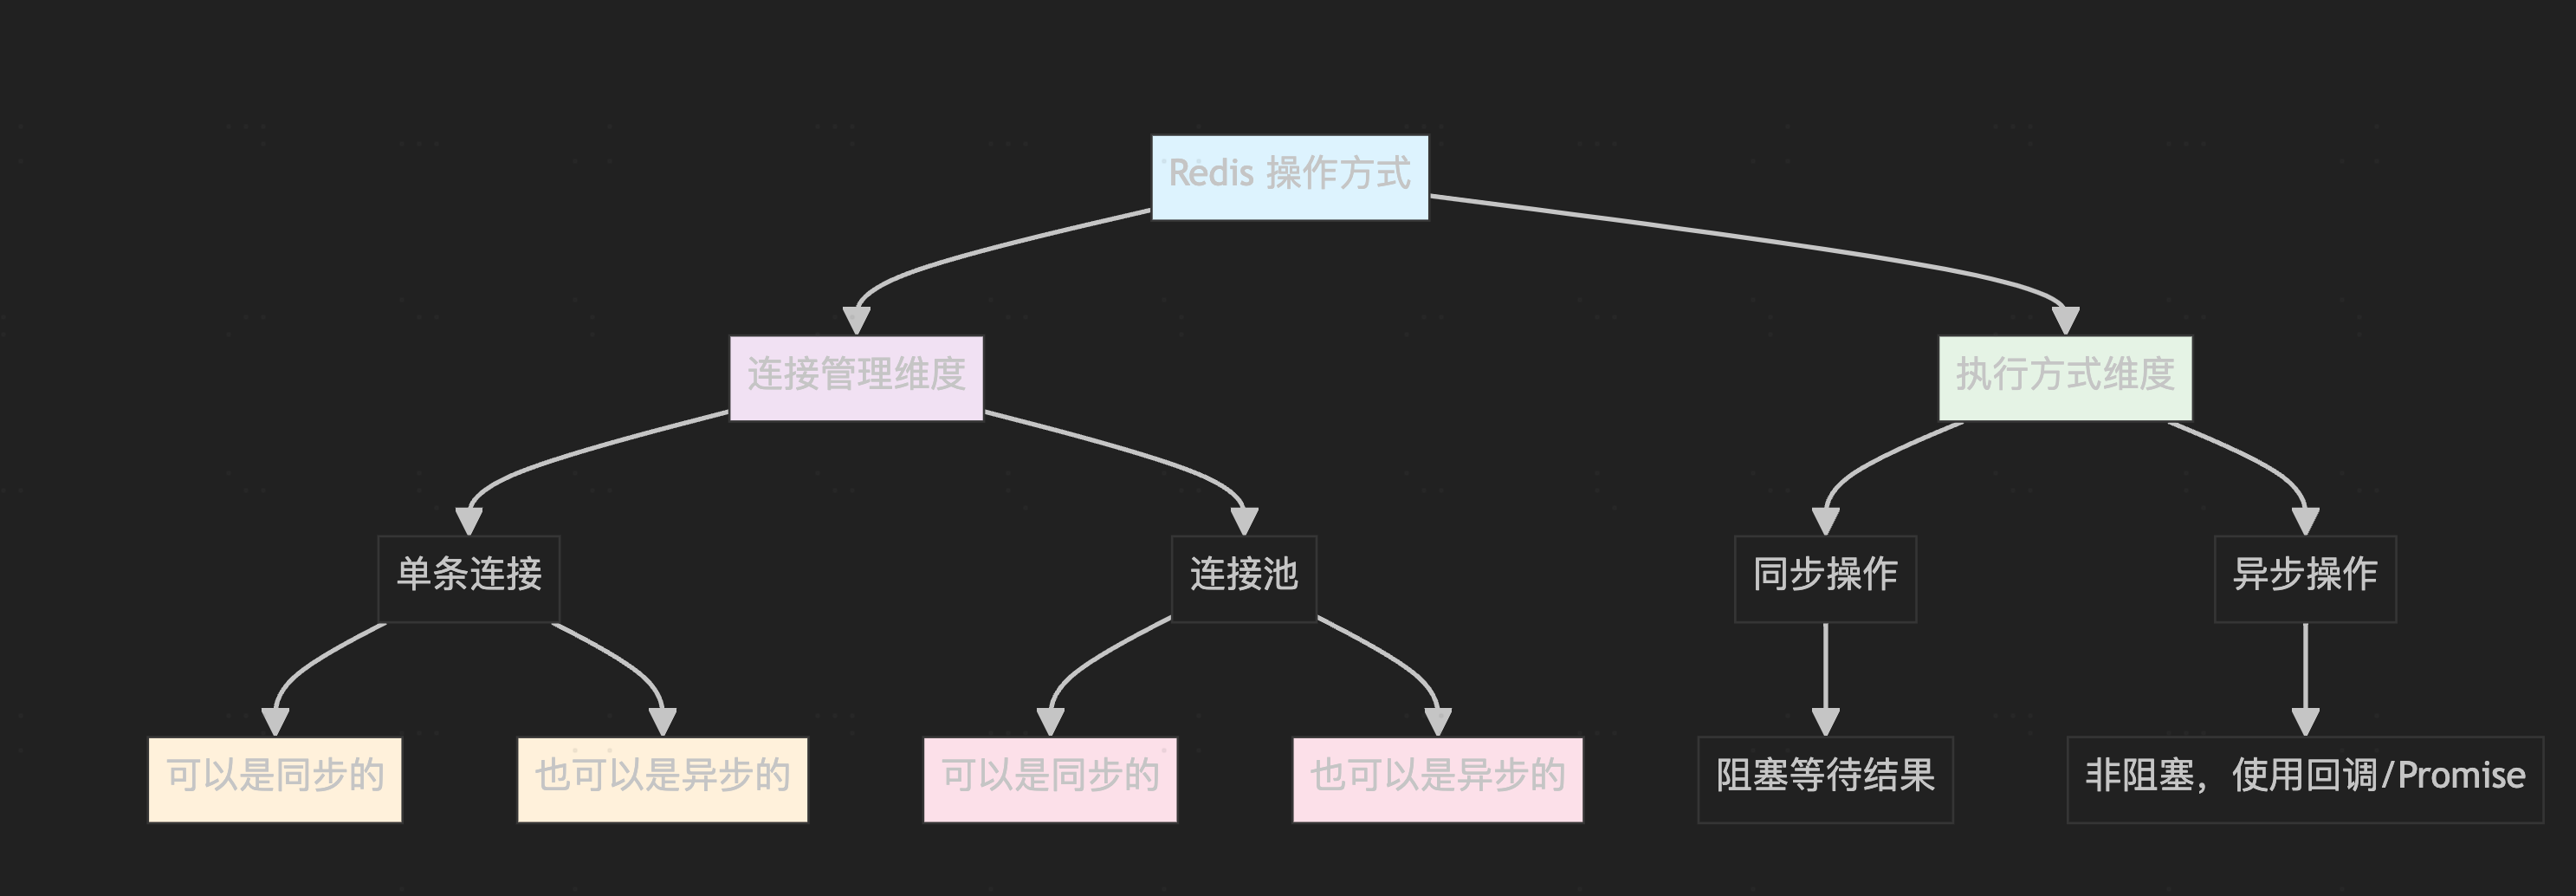 Redis 操作方式
连接管理维度
执行方式维度
单条连接
连接池
同步操作
异步操作
可以是同步的
也可以是异步的
可以是同步的
也可以是异步的
阻塞等待结果
非阻塞，使用回调/Promise